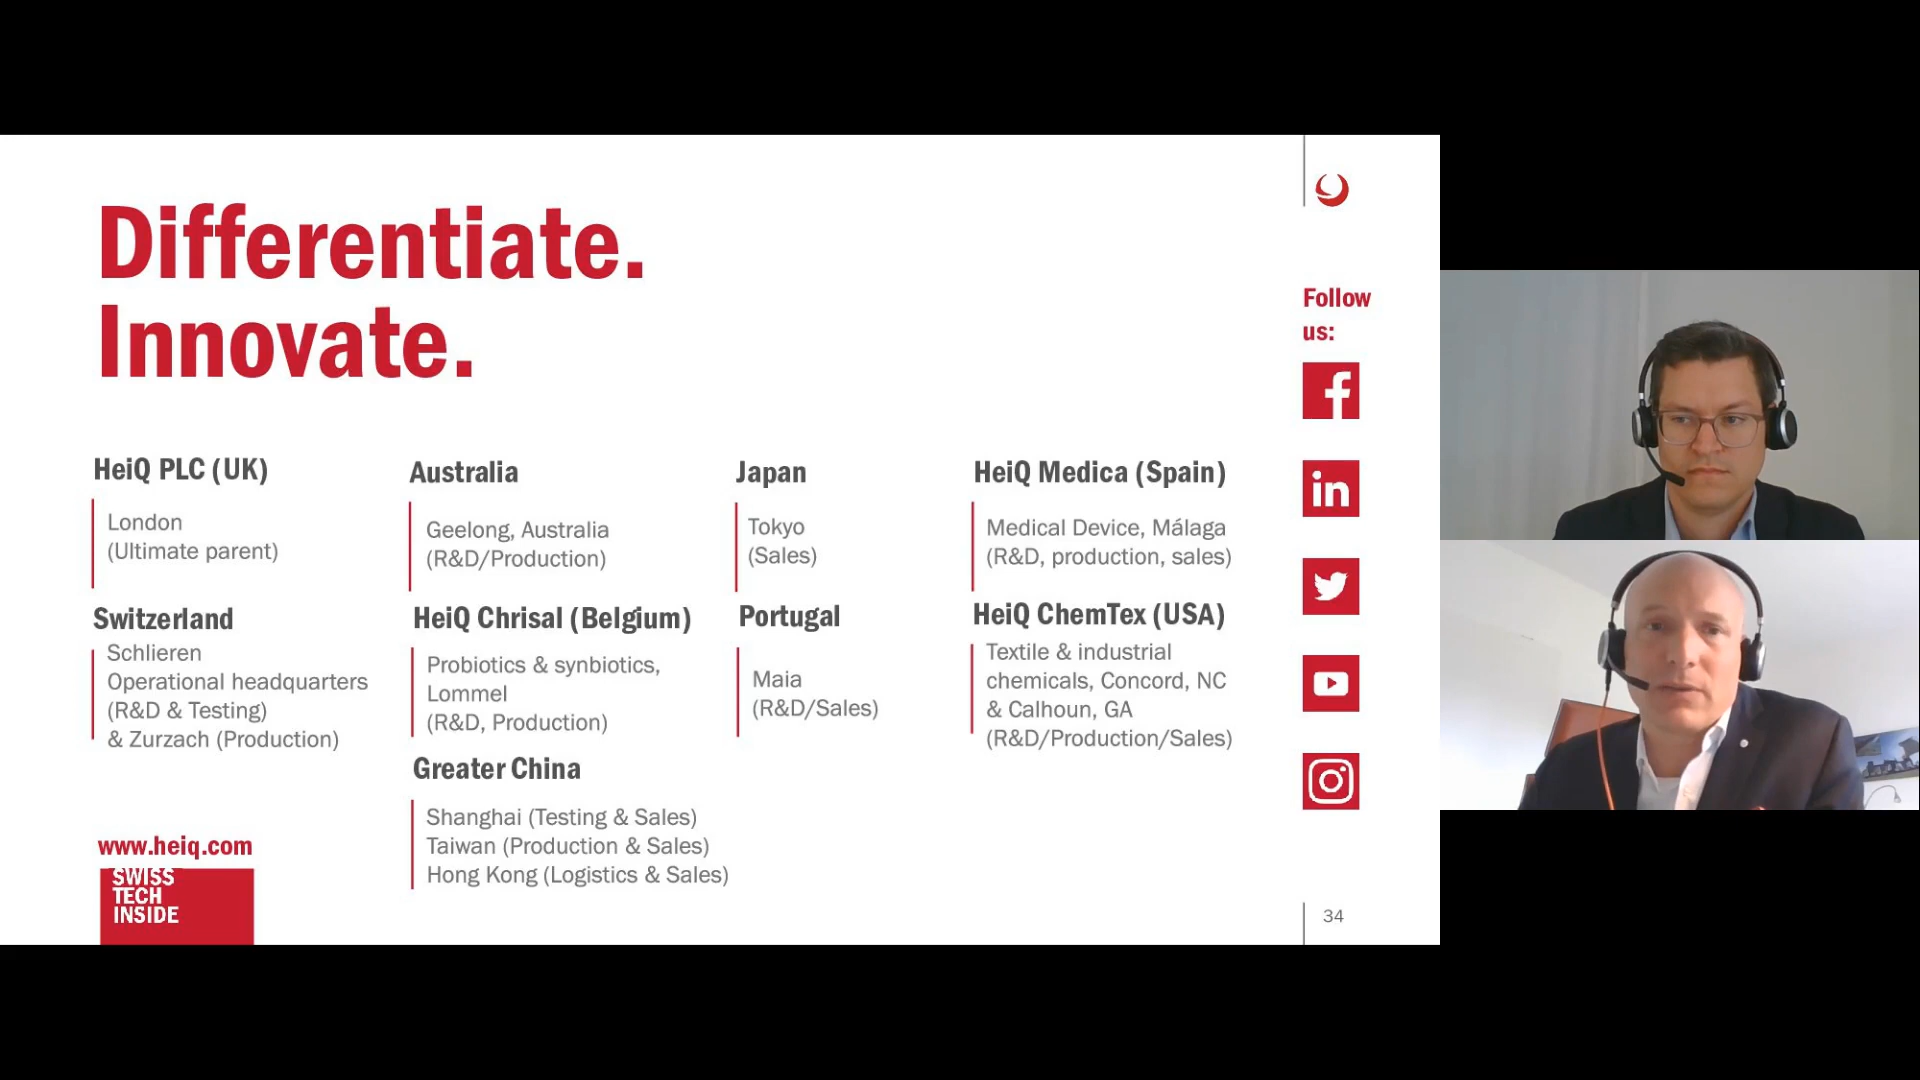 Differentiate.
Innovate.
HeiQ PLC (UK)
London
(Ultimate parent)
Australia
Geelong, Australia
(R&D/Production)
Japan
Tokyo
(Sales)
HeiQ Medica (Spain)
Medical Device, Málaga
(R&D, production, sales)
Switzerland
Schlieren
Operational headquarters
(R&D & Testing)
& Zurzach (Production)
HeiQ Chrisal (Belgium)
Probiotics & synbiotics,
Lommel
(R&D, Production)
Portugal
Maia
(R&D/Sales)
HeiQ ChemTex (USA)
Textile & industrial
chemicals, Concord, NC
& Calhoun, GA
(R&D/Production/Sales)
Greater China
Shanghai (Testing & Sales)
Taiwan (Production & Sales)
Hong Kong (Logistics & Sales)
www.heiq.com
SWISS
TECH
INSIDE
Follow
us:
f
in
34